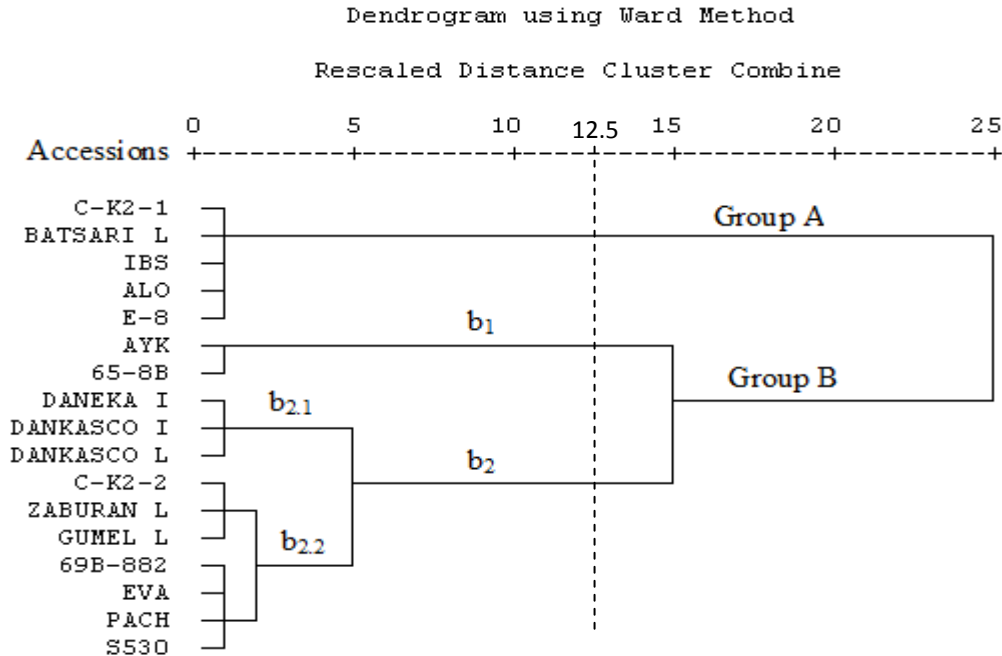 Dendrogram using Ward Method
Rescaled Distance Cluster Combine
0 5 10 12.5 15 20 25
Accessions
C-K2-1
Group A
BATSARI L
IBS
ALO
E-8
b₁
AYK
65-8B
Group B
DANEKA I
b₂.₁
DANKASCO I
DANKASCO L
b₂
C-K2-2
ZABURAN L
GUMEL L
b₂.₂
69B-882
EVA
PACH
S530